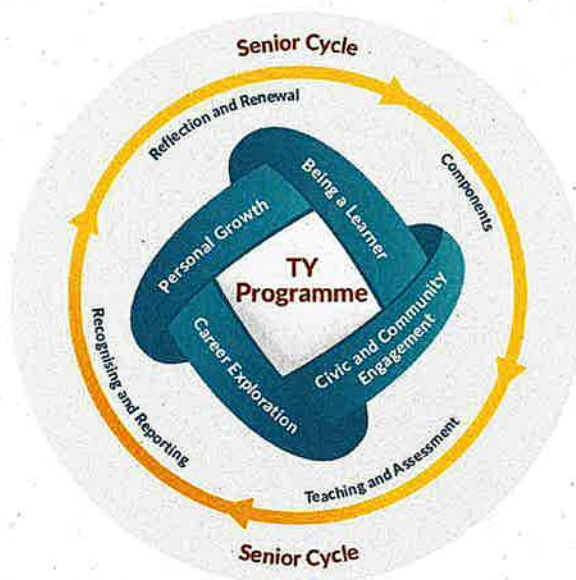 Senior Cycle
Reflection and Renewal
Components
Being a Learner
Personal Growth
TY
Programme
Civic and Community
Engagement
Career Exploration
Recognising and Reporting
Teaching and Assessment
Senior Cycle